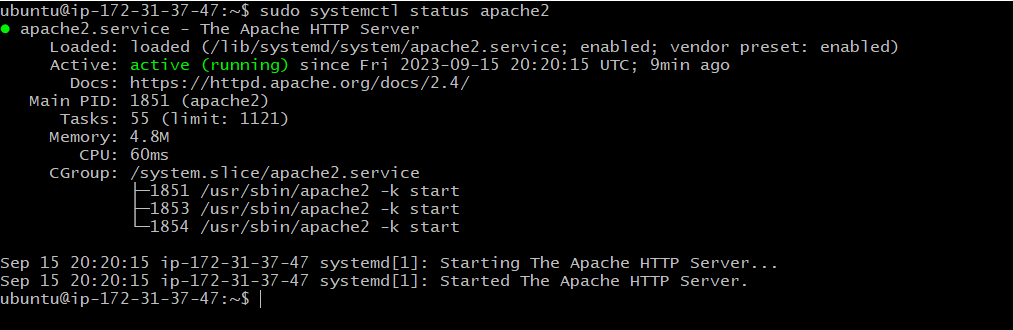 ubuntu@ip-172-31-37-47:~$ sudo systemctl status apache2
● apache2.service - The Apache HTTP Server
     Loaded: loaded (/lib/systemd/system/apache2.service; enabled; vendor preset: enabled)
     Active: active (running) since Fri 2023-09-15 20:20:15 UTC; 9min ago
       Docs: https://httpd.apache.org/docs/2.4/
   Main PID: 1851 (apache2)
      Tasks: 55 (limit: 1121)
     Memory: 4.8M
        CPU: 60ms
     CGroup: /system.slice/apache2.service
             ├─1851 /usr/sbin/apache2 -k start
             ├─1853 /usr/sbin/apache2 -k start
             └─1854 /usr/sbin/apache2 -k start

Sep 15 20:20:15 ip-172-31-37-47 systemd[1]: Starting The Apache HTTP Server...
Sep 15 20:20:15 ip-172-31-37-47 systemd[1]: Started The Apache HTTP Server.
ubuntu@ip-172-31-37-47:~$